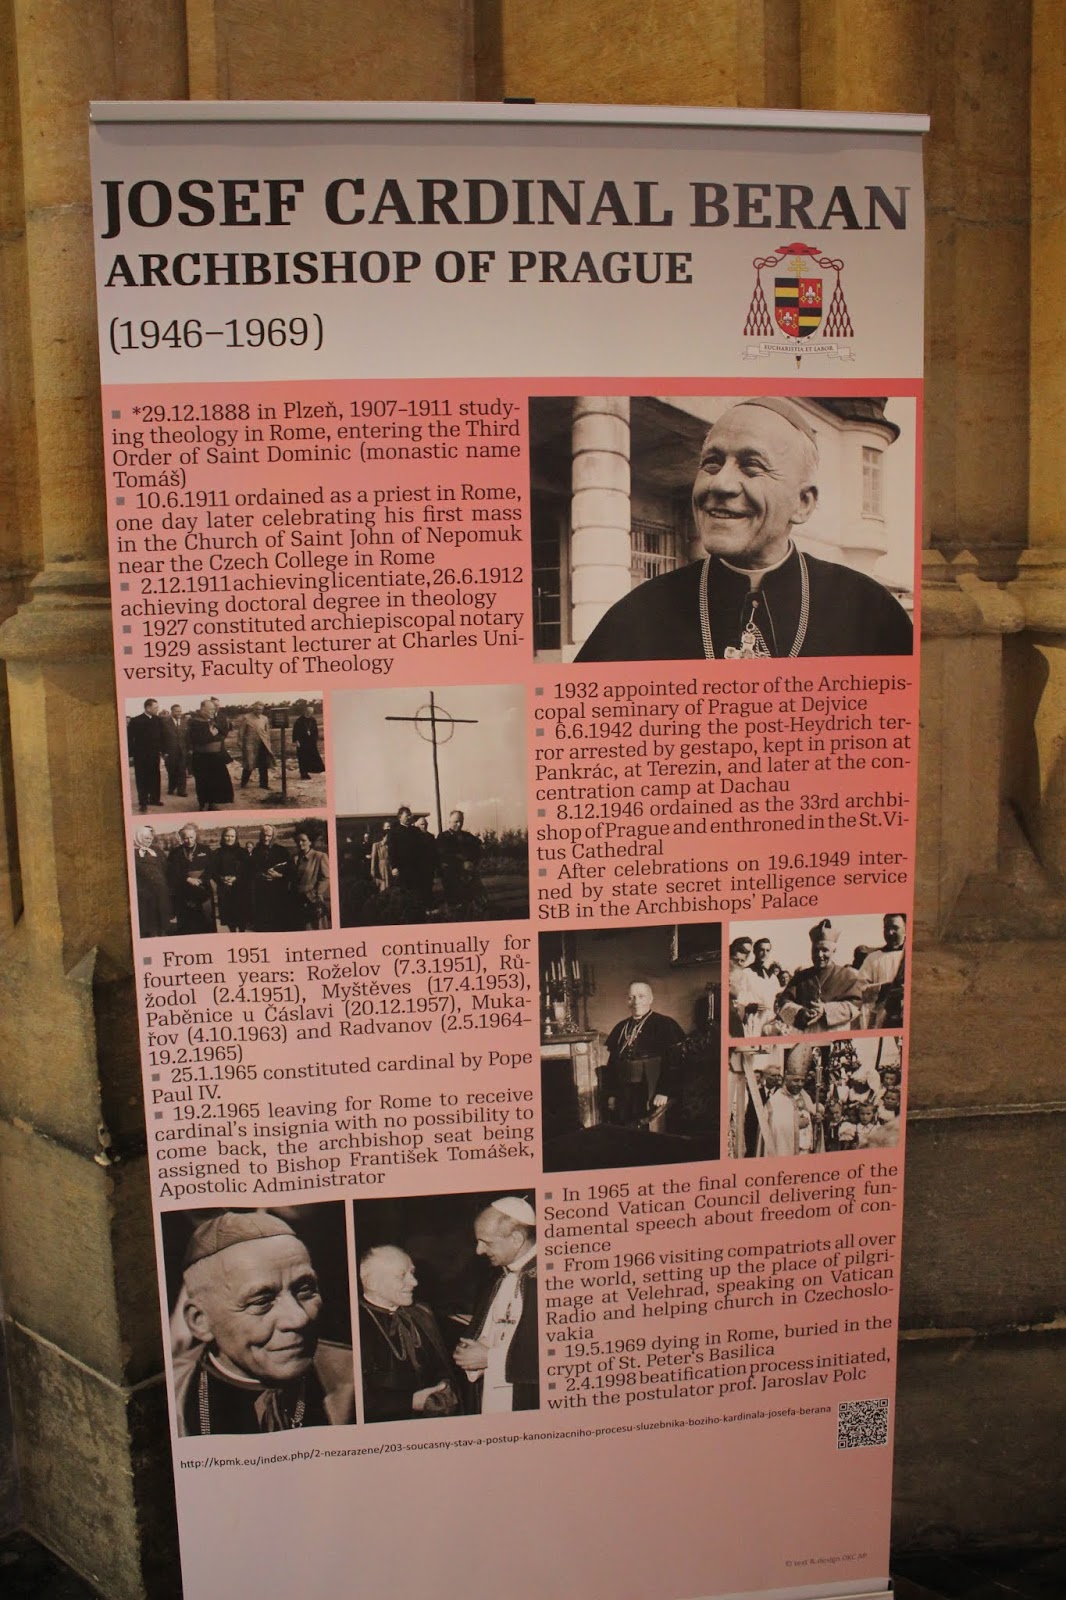 JOSEF CARDINAL BERAN
ARCHBISHOP OF PRAGUE
(1946–1969)
EUCHARISTIA ET LABOR
▪ *29.12.1888 in Plzeň, 1907–1911 study-
ing theology in Rome, entering the Third
Order of Saint Dominic (monastic name
Tomáš)
▪ 10.6.1911 ordained as a priest in Rome,
one day later celebrating his first mass
in the Church of Saint John of Nepomuk
near the Czech College in Rome
▪ 2.12.1911 achieving licentiate, 26.6.1912
achieving doctoral degree in theology
▪ 1927 constituted archiepiscopal notary
▪ 1929 assistant lecturer at Charles Uni-
versity, Faculty of Theology
▪ 1932 appointed rector of the Archiepis-
copal seminary of Prague at Dejvice
▪ 6.6.1942 during the post-Heydrich ter-
ror arrested by gestapo, kept in prison at
Pankrác, at Terezin, and later at the con-
centration camp at Dachau
▪ 8.12.1946 ordained as the 33rd archbi-
shop of Prague and enthroned in the St. Vi-
tus Cathedral
▪ After celebrations on 19.6.1949 inter-
ned by state secret intelligence service
StB in the Archbishops' Palace
▪ From 1951 interned continually for
fourteen years: Roželov (7.3.1951), Rů-
žodol (2.4.1951), Myštěves (17.4.1953),
Paběnice u Čáslavi (20.12.1957), Muka-
řov (4.10.1963) and Radvanov (2.5.1964–
19.2.1965)
▪ 25.1.1965 constituted cardinal by Pope
Paul IV.
▪ 19.2.1965 leaving for Rome to receive
cardinal's insignia with no possibility to
come back, the archbishop seat being
assigned to Bishop František Tomášek,
Apostolic Administrator
▪ In 1965 at the final conference of the
Second Vatican Council delivering fun-
damental speech about freedom of con-
science
▪ From 1966 visiting compatriots all over
the world, setting up the place of pilgri-
mage at Velehrad, speaking on Vatican
Radio and helping church in Czechoslo-
vakia
▪ 19.5.1969 dying in Rome, buried in the
crypt of St. Peter's Basilica
▪ 2.4.1998 beatification process initiated,
with the postulator prof. Jaroslav Polc
http://kpmk.eu/index.php/2-nezarazene/203-soucasny-stav-a-postup-kanonizacniho-procesu-sluzebnika-boziho-kardinala-josefa-berana
© text & design